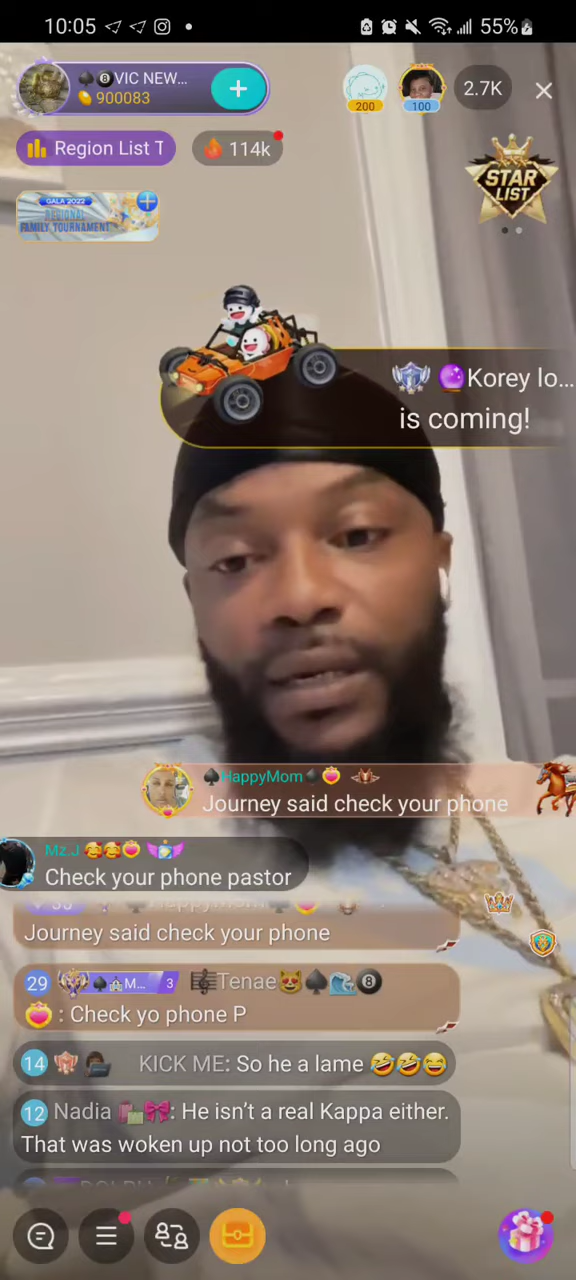 10:05
55%
VIC NEW...
900083
200
100
2.7K
Region List T
114k
STAR
LIST
GALA 2022
REGIONAL
FAMILY TOURNAMENT
Korey lo...
is coming!
HappyMom
Journey said check your phone
Mz.J
Check your phone pastor
HappyMom
Journey said check your phone
29 M... 3 Tenae
: Check yo phone P
14 KICK ME: So he a lame 🤣🤣😂
12 Nadia : He isn't a real Kappa either.
That was woken up not too long ago